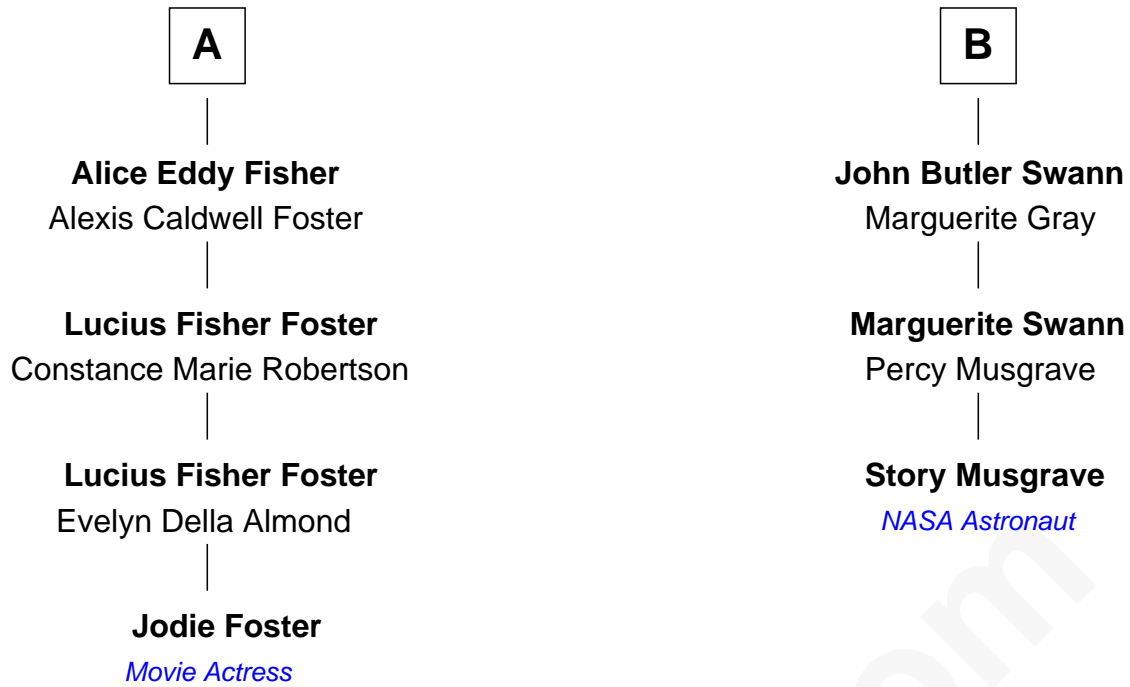 A
Alice Eddy Fisher
Alexis Caldwell Foster
Lucius Fisher Foster
Constance Marie Robertson
Lucius Fisher Foster
Evelyn Della Almond
Jodie Foster
Movie Actress
B
John Butler Swann
Marguerite Gray
Marguerite Swann
Percy Musgrave
Story Musgrave
NASA Astronaut
om